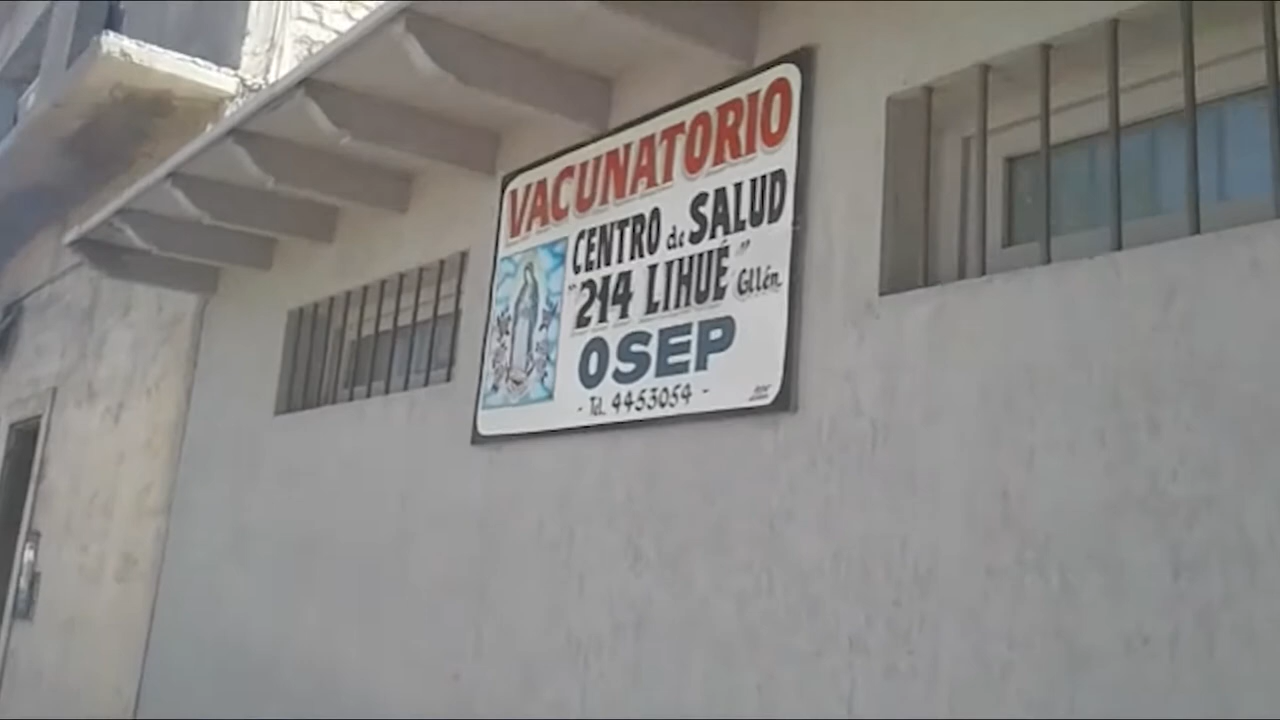 VACUNATORIO
CENTRO de SALUD
"214 LIHUÉ" Gllén.
OSEP
- Tel. 4453054 -